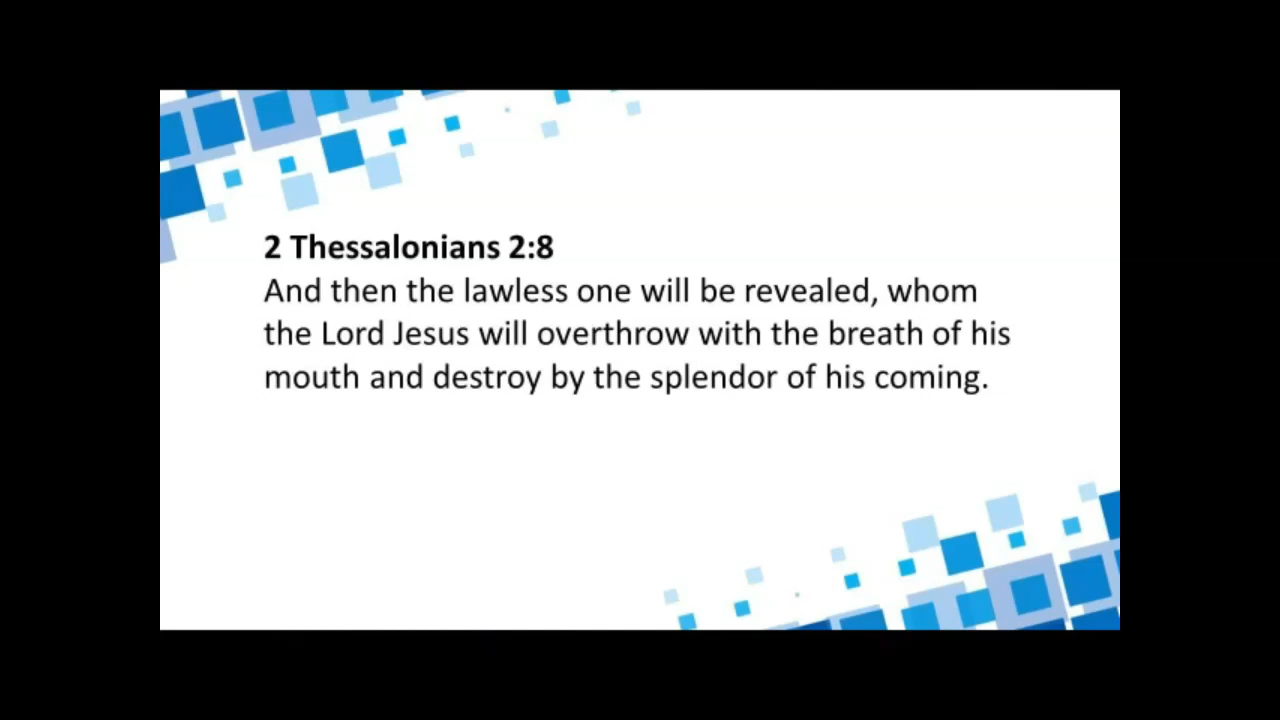 2 Thessalonians 2:8
And then the lawless one will be revealed, whom
the Lord Jesus will overthrow with the breath of his
mouth and destroy by the splendor of his coming.